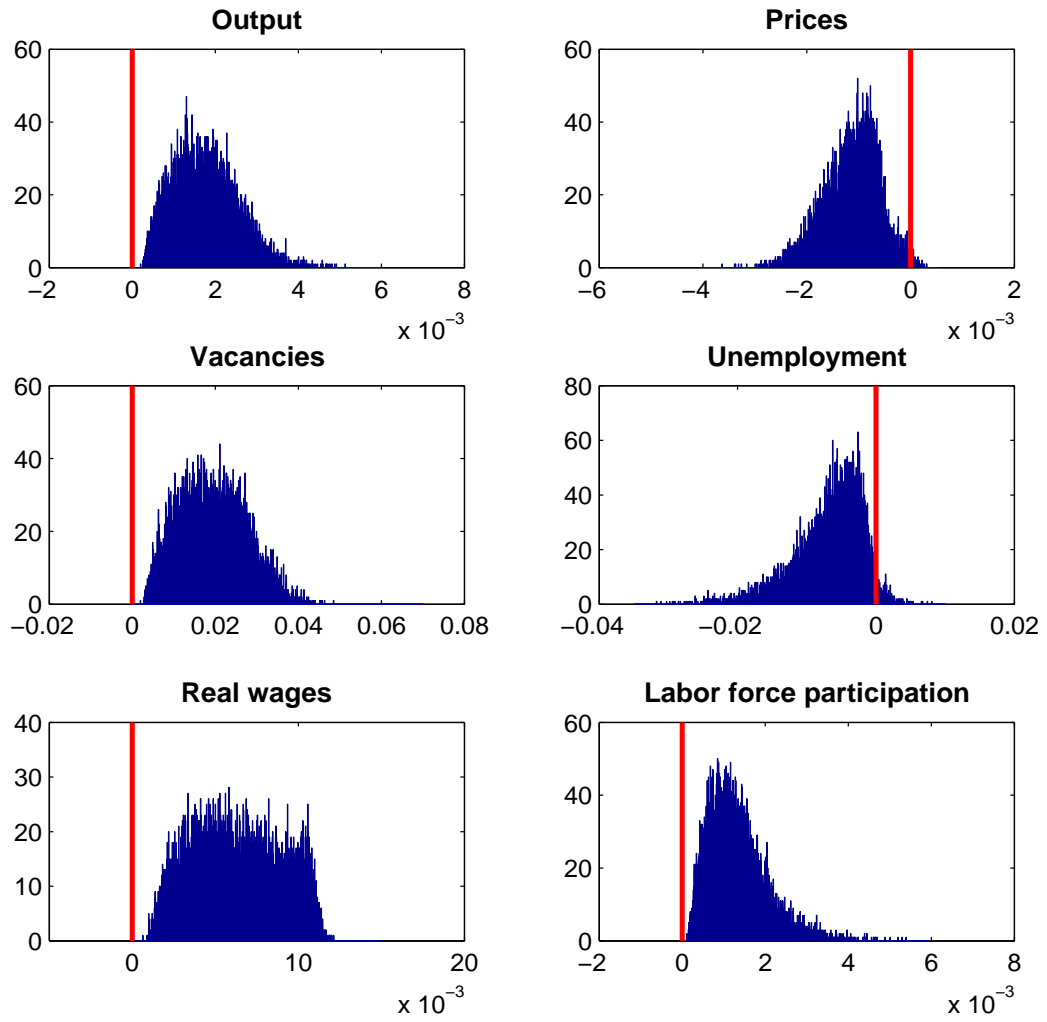 Output
60
40
20
0
−2 0 2 4 6 8
x 10−3
Prices
60
40
20
0
−6 −4 −2 0 2
x 10−3
Vacancies
60
40
20
0
−0.02 0 0.02 0.04 0.06 0.08
Unemployment
80
60
40
20
0
−0.04 −0.02 0 0.02
Real wages
40
30
20
10
0
0 10 20
x 10−3
Labor force participation
60
40
20
0
−2 0 2 4 6 8
x 10−3